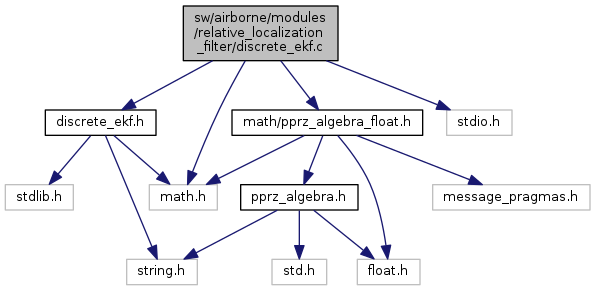 sw/airborne/modules
/relative_localization
_filter/discrete_ekf.c
discrete_ekf.h
math/pprz_algebra_float.h
stdio.h
stdlib.h
math.h
pprz_algebra.h
message_pragmas.h
string.h
std.h
float.h